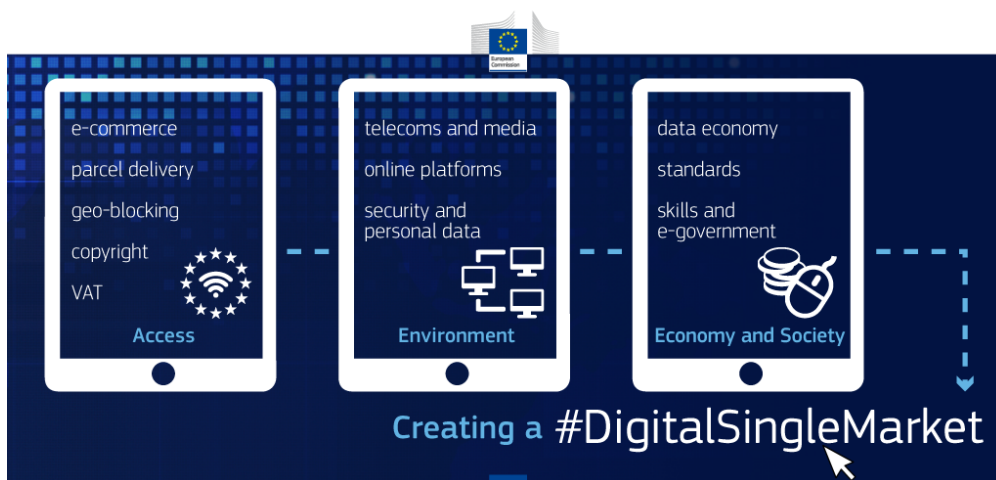 European
Commission
e-commerce
parcel delivery
geo-blocking
copyright
VAT
Access
telecoms and media
online platforms
security and
personal data
Environment
data economy
standards
skills and
e-government
Economy and Society
Creating a #DigitalSingleMarket